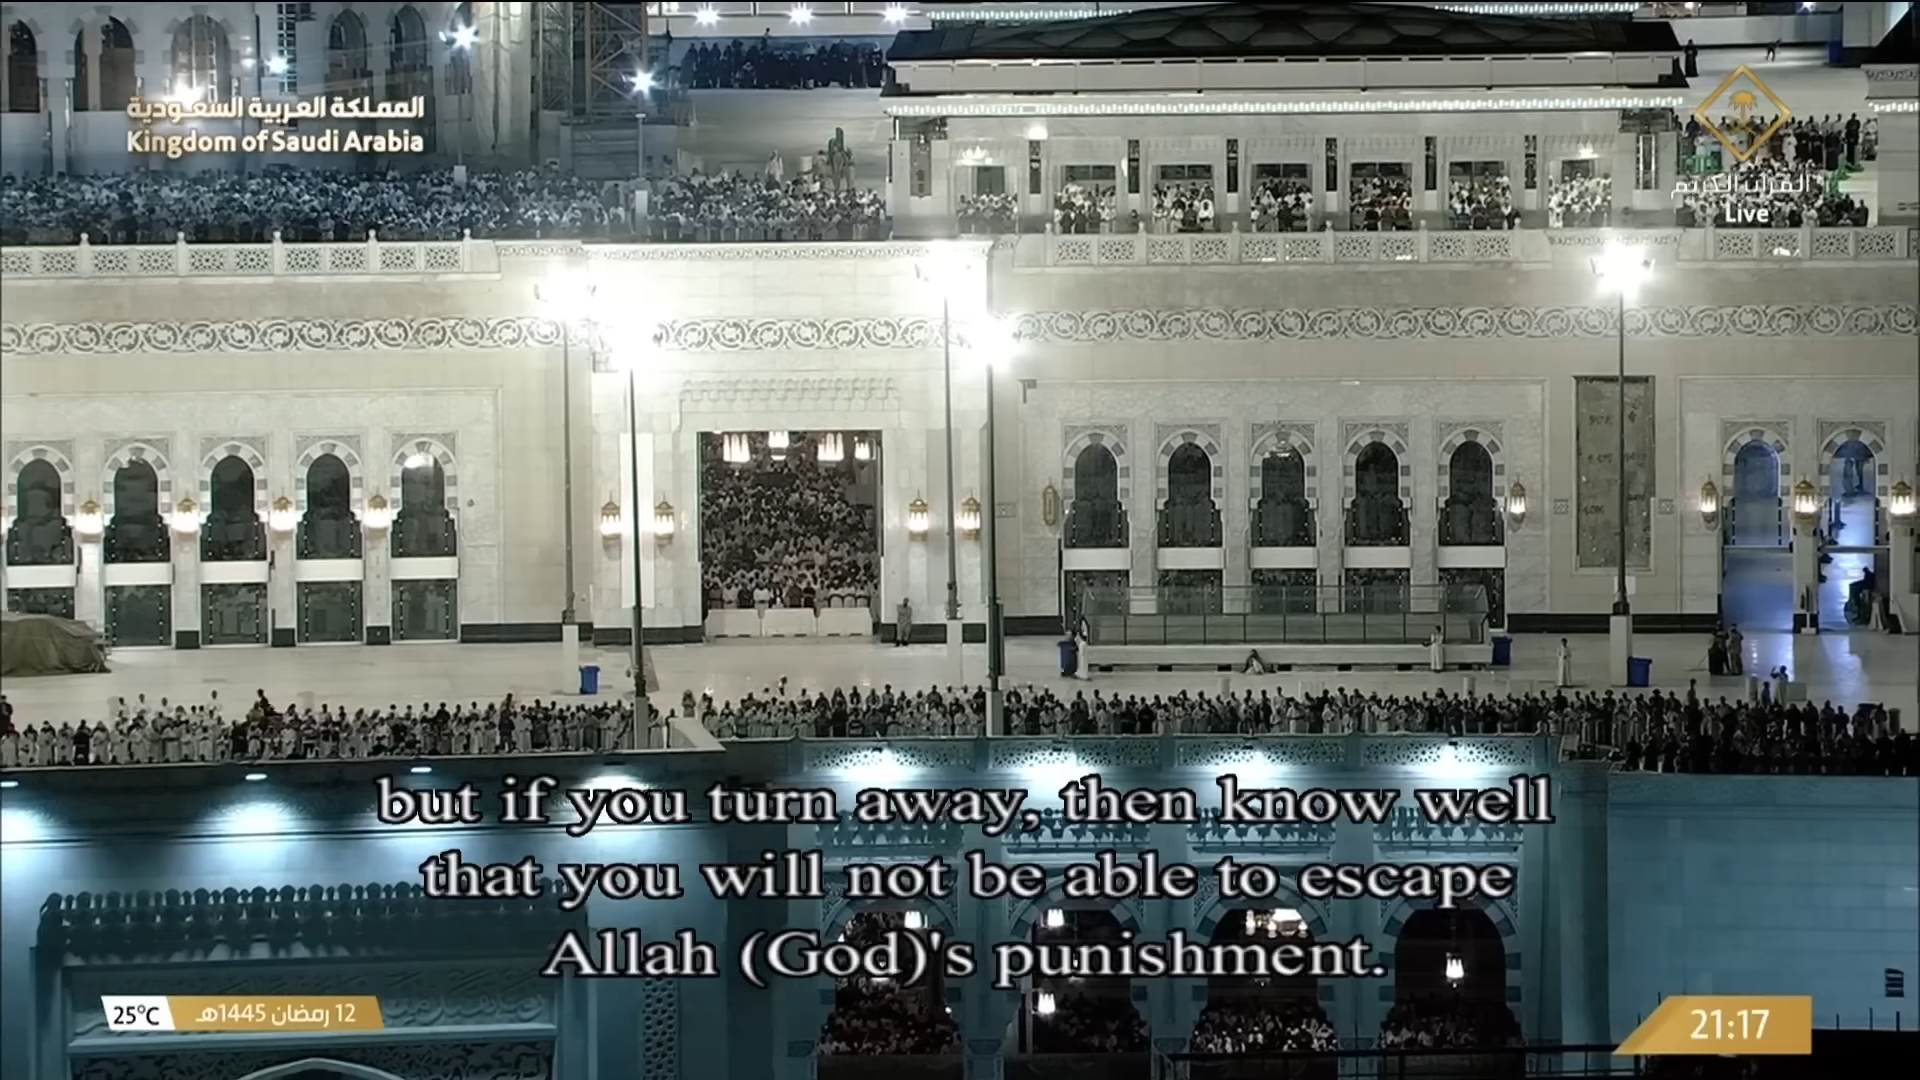 المملكة العربية السعودية
Kingdom of Saudi Arabia
القرآن الكريم
Live
but if you turn away, then know well
that you will not be able to escape
Allah (God)'s punishment.
25°C
12 رمضان 1445هـ
21:17